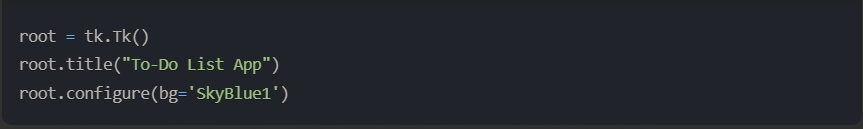 root = tk.Tk()
root.title("To-Do List App")
root.configure(bg='SkyBlue1')